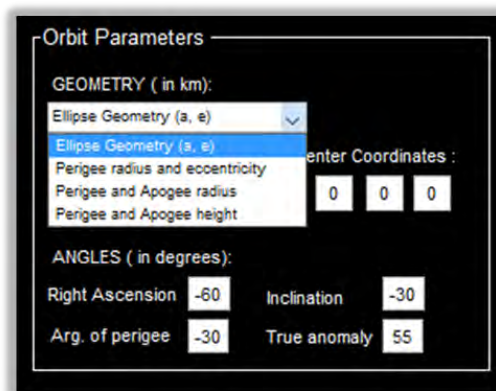 Orbit Parameters
GEOMETRY ( in km):
Ellipse Geometry (a, e)
Ellipse Geometry (a, e)
Perigee radius and eccentricity
Perigee and Apogee radius
Perigee and Apogee height
enter Coordinates :
0 0 0
ANGLES ( in degrees):
Right Ascension -60 Inclination -30
Arg. of perigee -30 True anomaly 55